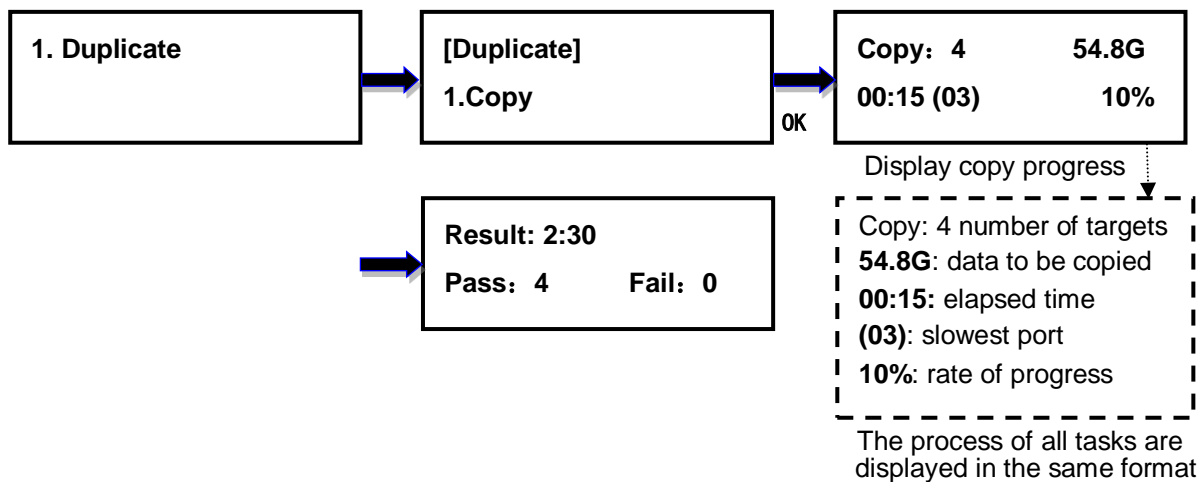 1. Duplicate
[Duplicate]
1.Copy
OK
Copy：4 54.8G
00:15 (03) 10%
Display copy progress
Copy: 4 number of targets
54.8G: data to be copied
00:15: elapsed time
(03): slowest port
10%: rate of progress
The process of all tasks are
displayed in the same format
Result: 2:30
Pass：4 Fail：0